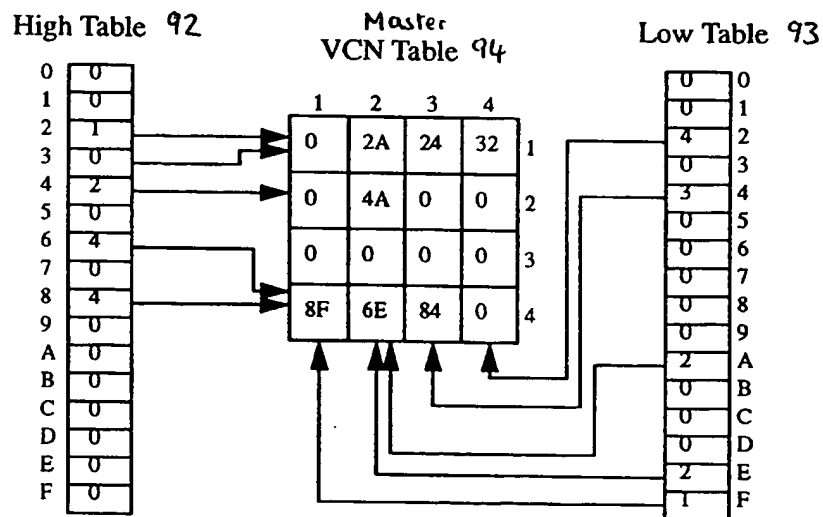 High Table 92
Master
VCN Table 94
Low Table 93
0 0
1 0
2 1
3 0
4 2
5 0
6 4
7 0
8 4
9 0
A 0
B 0
C 0
D 0
E 0
F 0
1 2 3 4
0 2A 24 32 1
0 4A 0 0 2
0 0 0 0 3
8F 6E 84 0 4
0 0
0 1
4 2
0 3
3 4
0 5
0 6
0 7
0 8
0 9
2 A
0 B
0 C
0 D
2 E
1 F